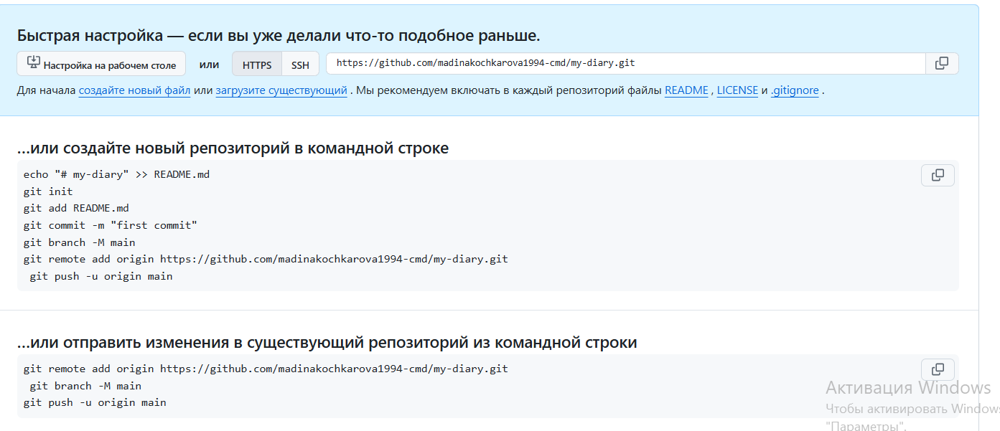 Быстрая настройка — если вы уже делали что-то подобное раньше.
Настройка на рабочем столе или HTTPS SSH https://github.com/madinakochkarova1994-cmd/my-diary.git
Для начала создайте новый файл или загрузите существующий . Мы рекомендуем включать в каждый репозиторий файлы README , LICENSE и .gitignore .
...или создайте новый репозиторий в командной строке
echo "# my-diary" >> README.md
git init
git add README.md
git commit -m "first commit"
git branch -M main
git remote add origin https://github.com/madinakochkarova1994-cmd/my-diary.git
git push -u origin main
...или отправить изменения в существующий репозиторий из командной строки
git remote add origin https://github.com/madinakochkarova1994-cmd/my-diary.git
git branch -M main
git push -u origin main
Активация Windows
Чтобы активировать Windows
"Параметры".